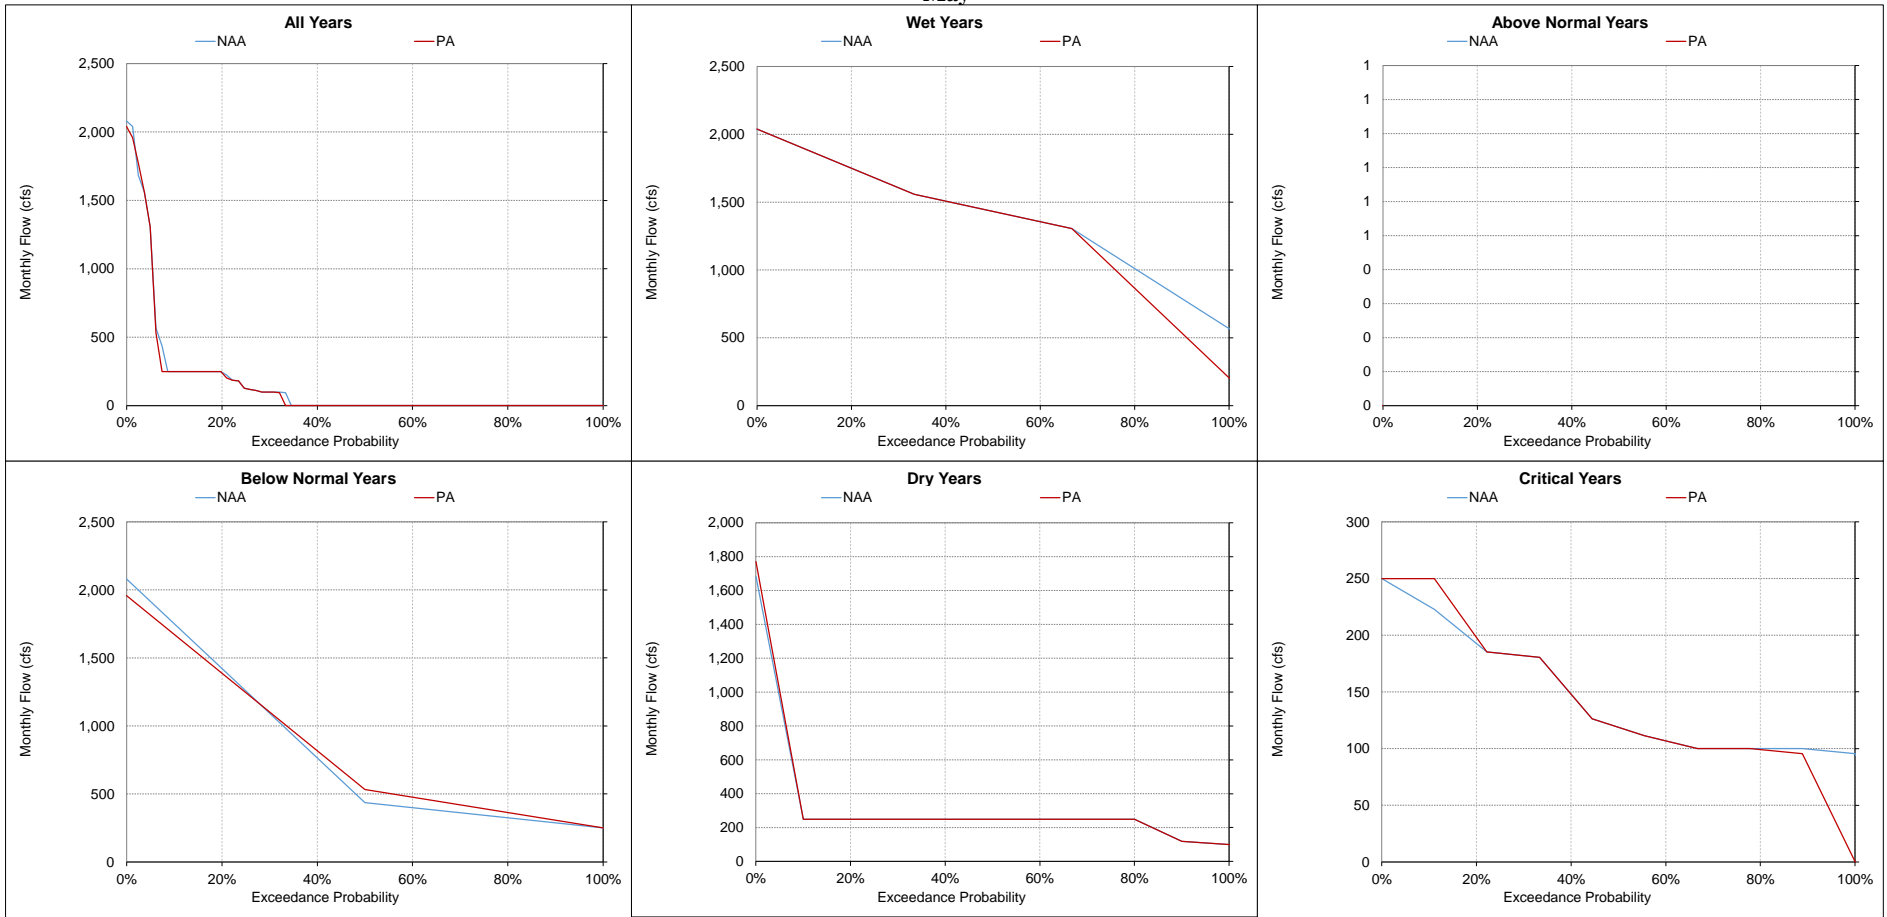 May
All Years
NAA PA
2,500
2,000
1,500
1,000
500
0
0% 20% 40% 60% 80% 100%
Monthly Flow (cfs)
Exceedance Probability
Wet Years
NAA PA
2,500
2,000
1,500
1,000
500
0
0% 20% 40% 60% 80% 100%
Monthly Flow (cfs)
Exceedance Probability
Above Normal Years
NAA PA
1
1
1
1
1
1
0
0
0
0
0
0% 20% 40% 60% 80% 100%
Monthly Flow (cfs)
Exceedance Probability
Below Normal Years
NAA PA
2,500
2,000
1,500
1,000
500
0
0% 20% 40% 60% 80% 100%
Monthly Flow (cfs)
Exceedance Probability
Dry Years
NAA PA
2,000
1,800
1,600
1,400
1,200
1,000
800
600
400
200
0
0% 20% 40% 60% 80% 100%
Monthly Flow (cfs)
Exceedance Probability
Critical Years
NAA PA
300
250
200
150
100
50
0
0% 20% 40% 60% 80% 100%
Monthly Flow (cfs)
Exceedance Probability